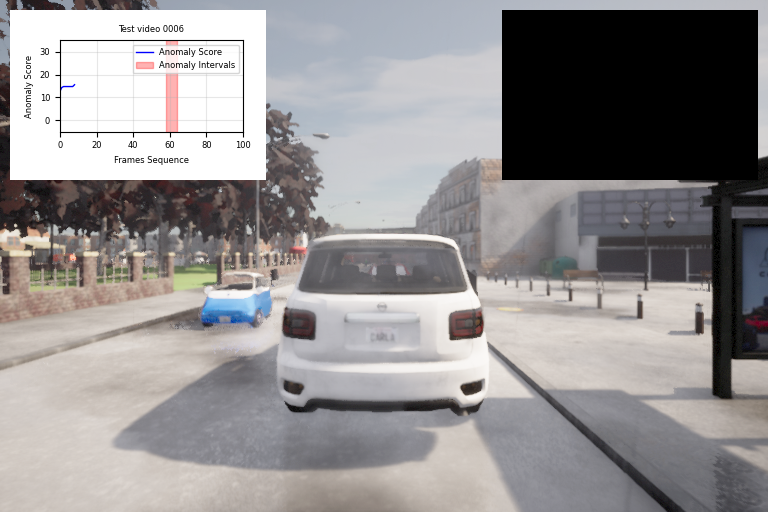 Test video 0006
Anomaly Score
30
20
10
0
Anomaly Score
Anomaly Intervals
0 20 40 60 80 100
Frames Sequence
CARLA